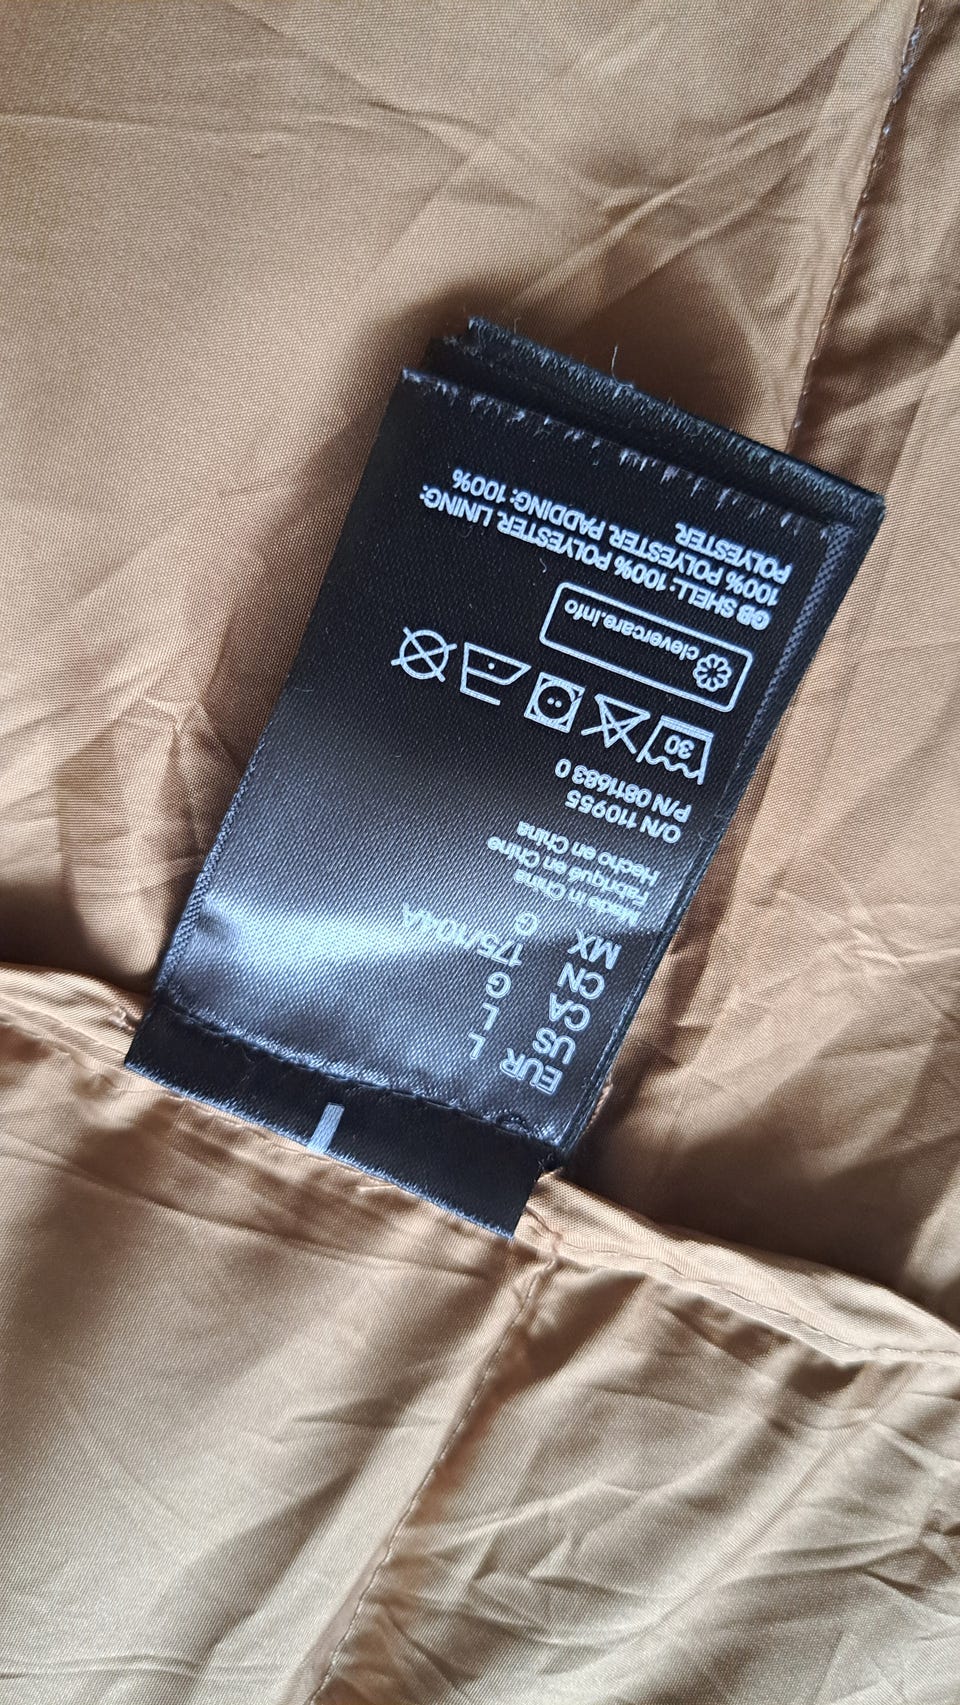 EUR L
US L
CA G
CN 175/104A
MX G
Made in China
Fabriqué en Chine
Hecho en China
O/N 110955
P/N 0811683 0
30
clevercare.info
GB SHELL: 100% POLYESTER. LINING:
100% POLYESTER. PADDING: 100%
POLYESTER.